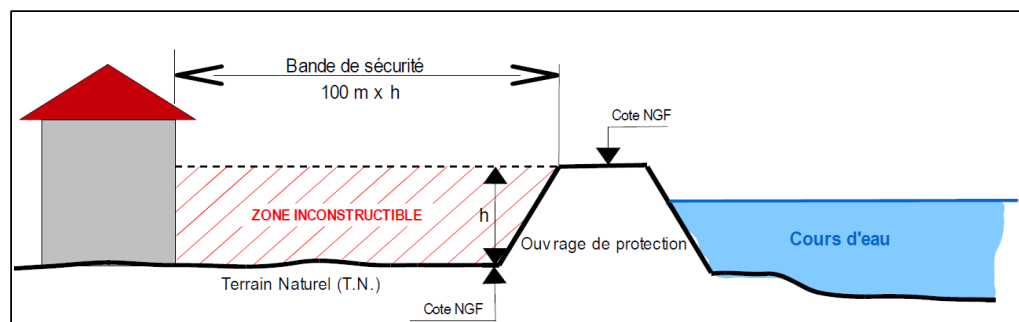 Bande de sécurité
100 m x h
Cote NGF
ZONE INCONSTRUCTIBLE
h
Ouvrage de protection
Cours d'eau
Terrain Naturel (T.N.)
Cote NGF